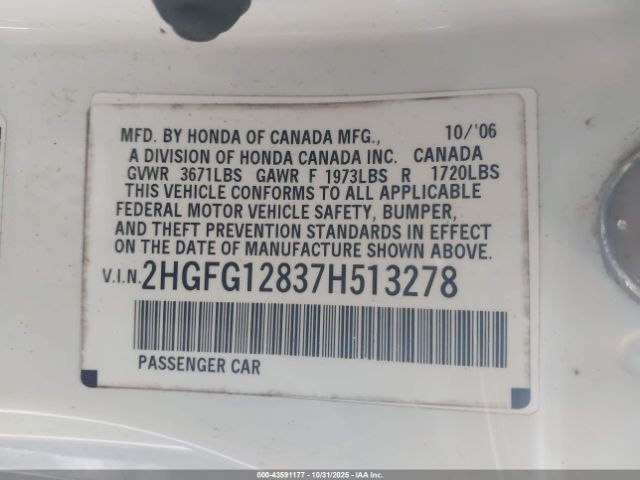 MFD. BY HONDA OF CANADA MFG., 10/'06
A DIVISION OF HONDA CANADA INC. CANADA
GVWR 3671LBS GAWR F 1973LBS R 1720LBS
THIS VEHICLE CONFORMS TO ALL APPLICABLE
FEDERAL MOTOR VEHICLE SAFETY, BUMPER,
AND THEFT PREVENTION STANDARDS IN EFFECT
ON THE DATE OF MANUFACTURE SHOWN ABOVE.
V.I.N. 2HGFG12837H513278
PASSENGER CAR
000-43591177 - 10/31/2025 - IAAI.COM